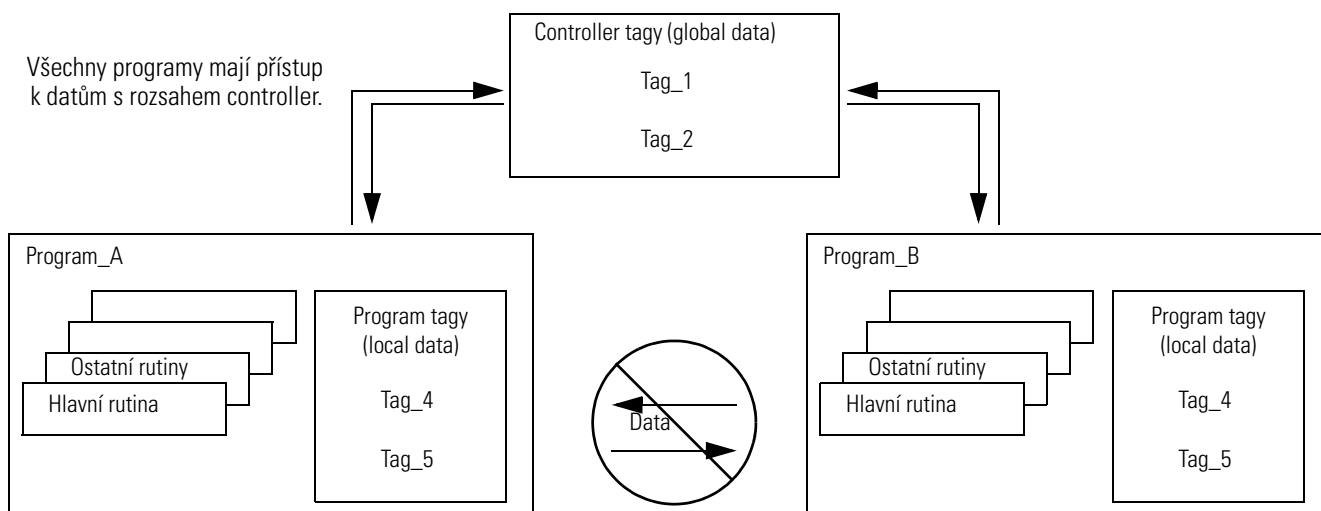 Controller tagy (global data)
Tag_1
Tag_2
Všechny programy mají přístup
k datům s rozsahem controller.
Program_A
Ostatní rutiny
Hlavní rutina
Program tagy
(local data)
Tag_4
Tag_5
Data
Program_B
Ostatní rutiny
Hlavní rutina
Program tagy
(local data)
Tag_4
Tag_5